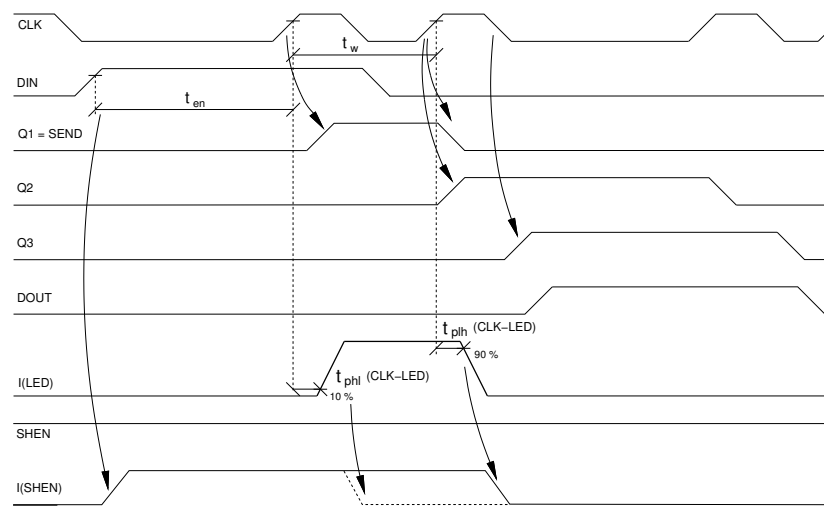 CLK
t w
DIN
t en
Q1 = SEND
Q2
Q3
DOUT
t plh (CLK–LED)
90 %
t phl (CLK–LED)
I(LED)
10 %
SHEN
I(SHEN)